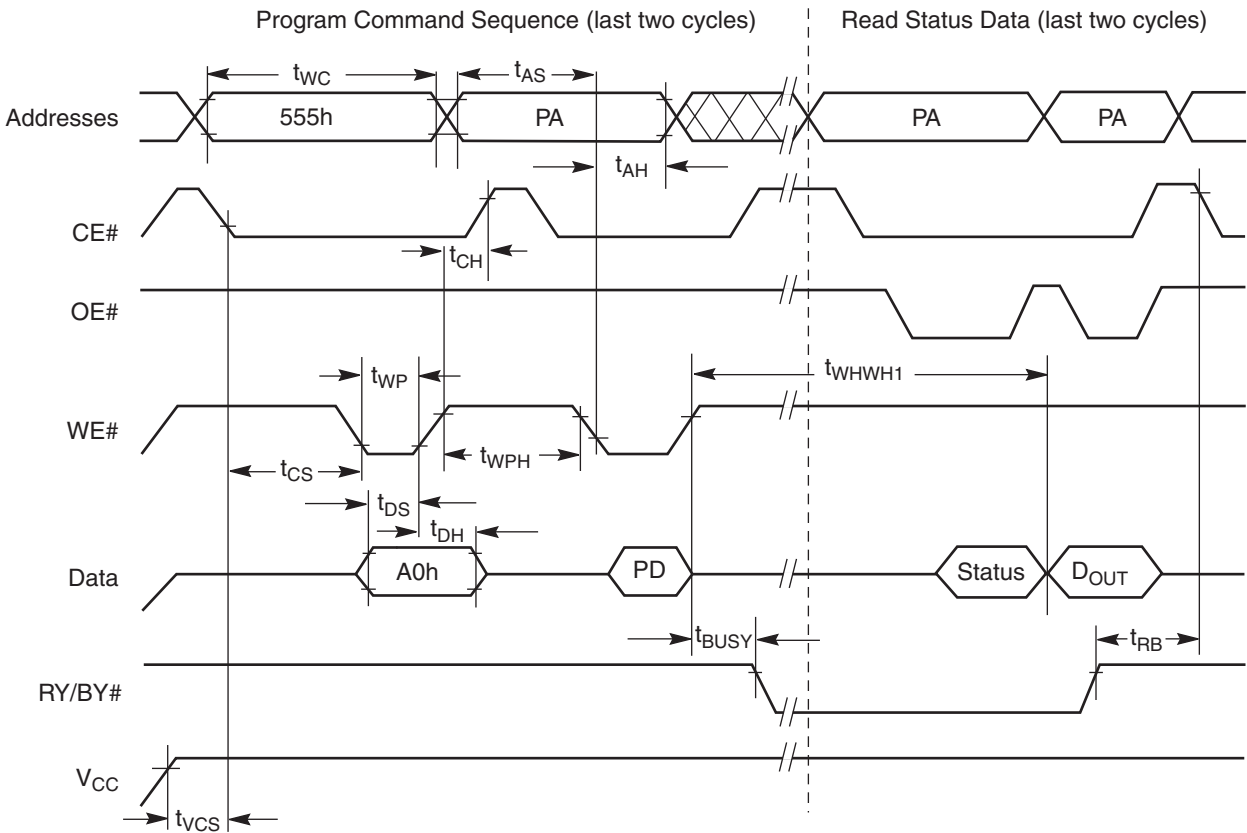 Program Command Sequence (last two cycles)
Read Status Data (last two cycles)
tWC
tAS
Addresses
555h
PA
PA
PA
tAH
CE#
tCH
OE#
tWP
tWHWH1
WE#
tCS
tWPH
tDS
tDH
Data
A0h
PD
Status
DOUT
tBUSY
tRB
RY/BY#
VCC
tVCS